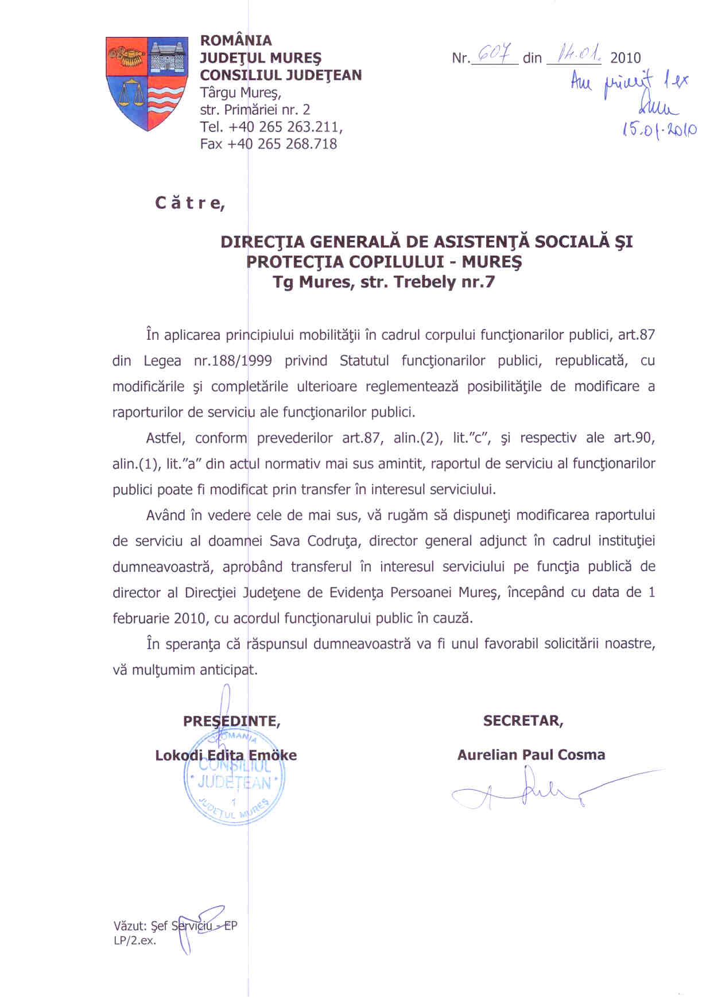 ROMÂNIA
JUDEŢUL MUREŞ
CONSILIUL JUDEŢEAN
Târgu Mureş,
str. Primăriei nr. 2
Tel. +40 265 263.211,
Fax +40 265 268.718
Nr. 607 din 14.01. 2010
Am primit 1 ex
15.01.2010
C ă t r e,
DIRECŢIA GENERALĂ DE ASISTENŢĂ SOCIALĂ ŞI
PROTECŢIA COPILULUI - MUREŞ
Tg Mures, str. Trebely nr.7
În aplicarea principiului mobilităţii în cadrul corpului funcţionarilor publici, art.87
din Legea nr.188/1999 privind Statutul funcţionarilor publici, republicată, cu
modificările şi completările ulterioare reglementează posibilităţile de modificare a
raporturilor de serviciu ale funcţionarilor publici.
Astfel, conform prevederilor art.87, alin.(2), lit.”c”, şi respectiv ale art.90,
alin.(1), lit.”a” din actul normativ mai sus amintit, raportul de serviciu al funcţionarilor
publici poate fi modificat prin transfer în interesul serviciului.
Având în vedere cele de mai sus, vă rugăm să dispuneţi modificarea raportului
de serviciu al doamnei Sava Codruţa, director general adjunct în cadrul instituţiei
dumneavoastră, aprobând transferul în interesul serviciului pe funcţia publică de
director al Direcţiei Judeţene de Evidenţa Persoanei Mureş, începând cu data de 1
februarie 2010, cu acordul funcţionarului public în cauză.
În speranţa că răspunsul dumneavoastră va fi unul favorabil solicitării noastre,
vă mulţumim anticipat.
PREŞEDINTE,
Lokodi Edita Emöke
SECRETAR,
Aurelian Paul Cosma
ROMANIA
CONSILIUL
JUDEŢEAN
1
JUDEŢUL MUREŞ
Văzut: Şef Serviciu - EP
LP/2.ex.